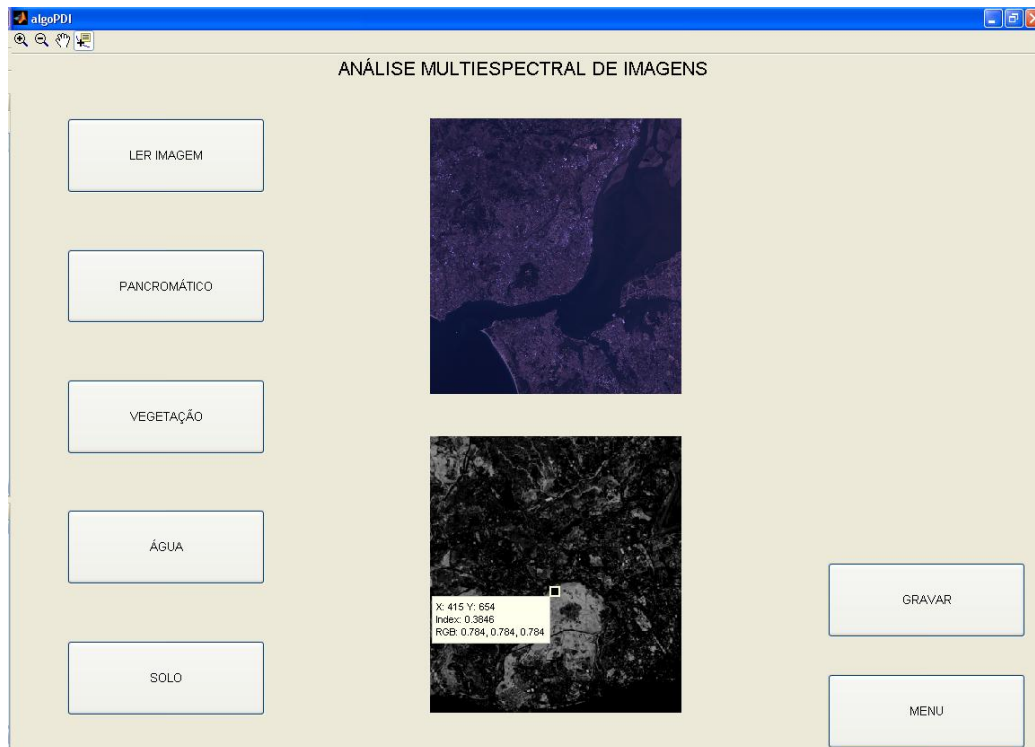 algoPDI
ANÁLISE MULTIESPECTRAL DE IMAGENS
LER IMAGEM
PANCROMÁTICO
VEGETAÇÃO
ÁGUA
SOLO
X: 415 Y: 654
Index: 0.3846
RGB: 0.784, 0.784, 0.784
GRAVAR
MENU